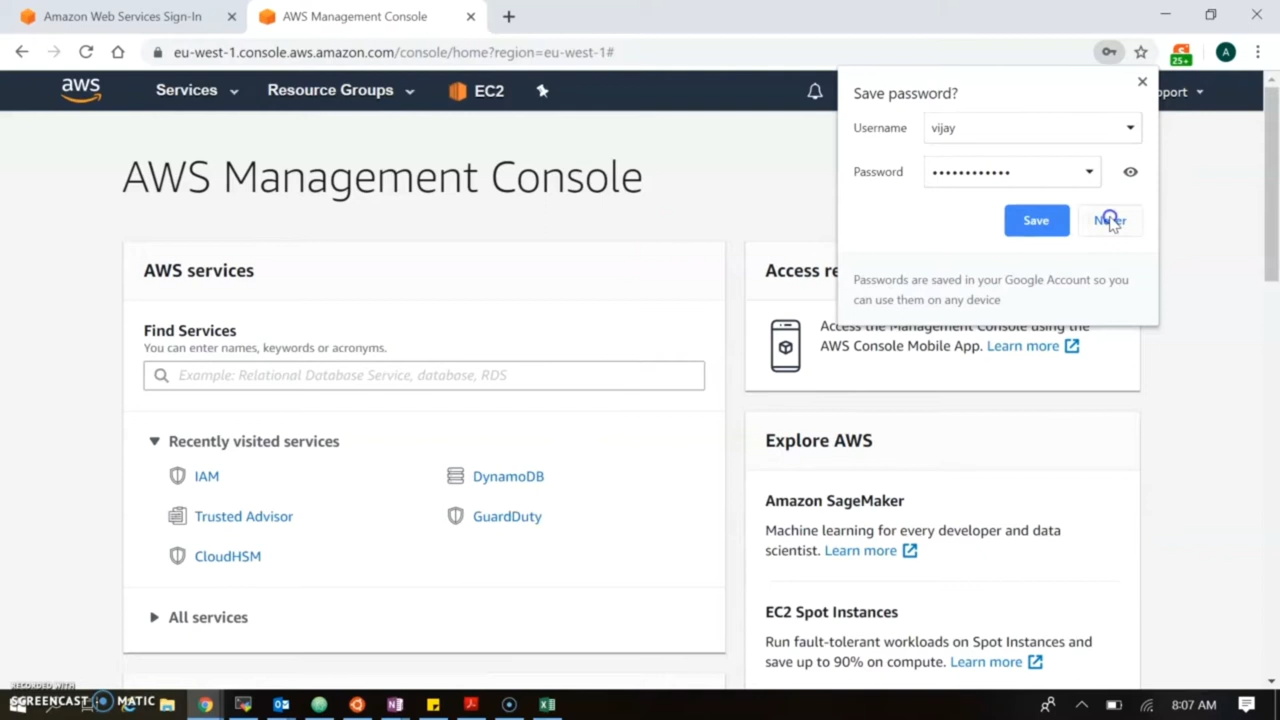 Amazon Web Services Sign-In
AWS Management Console
eu-west-1.console.aws.amazon.com/console/home?region=eu-west-1#
25+
A
aws
Services
Resource Groups
EC2
pport
Save password?
Username
vijay
Password
••••••••••••
Save
Never
Passwords are saved in your Google Account so you
can use them on any device
AWS Management Console
AWS services
Find Services
You can enter names, keywords or acronyms.
Example: Relational Database Service, database, RDS
Recently visited services
IAM
DynamoDB
Trusted Advisor
GuardDuty
CloudHSM
All services
Access re
Access the Management Console using the
AWS Console Mobile App. Learn more
Explore AWS
Amazon SageMaker
Machine learning for every developer and data
scientist. Learn more
EC2 Spot Instances
Run fault-tolerant workloads on Spot Instances and
save up to 90% on compute. Learn more
RECORDED WITH
SCREENCAST MATIC
8:07 AM